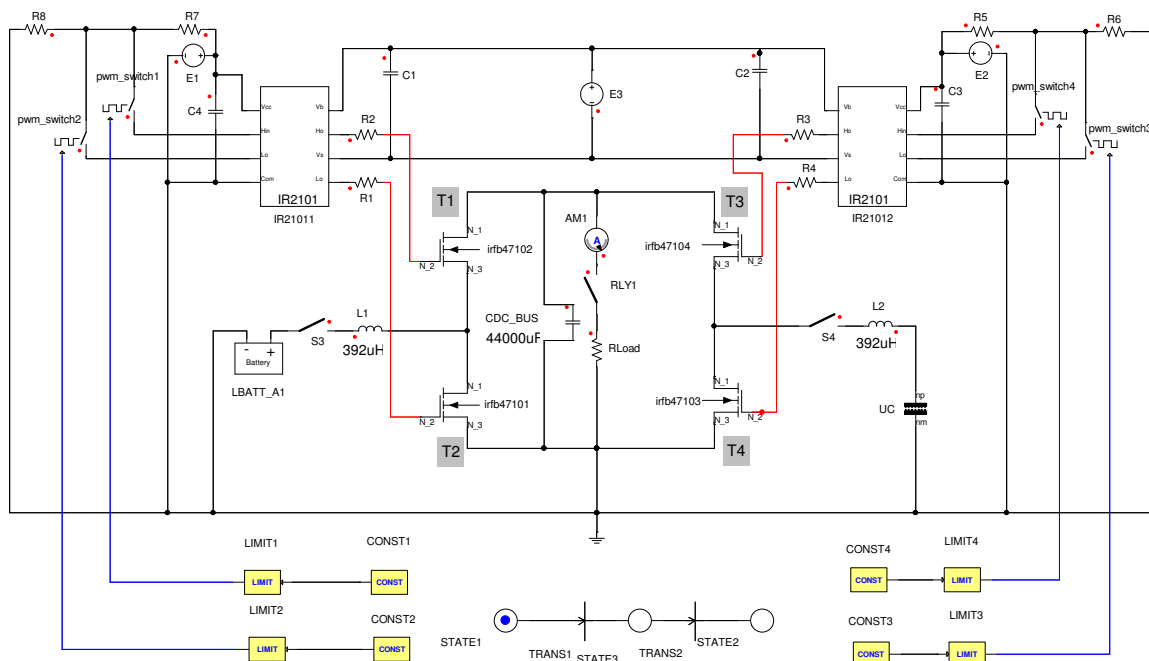 R8
R7
R5
R6
E1
E2
pwm_switch1
pwm_switch2
pwm_switch4
pwm_switch3
C4
C1
E3
C2
C3
Vcc
Hin
Lo
Com
Vb
Ho
Vs
Lo
IR2101
IR21011
R2
R1
R3
R4
Vb
Ho
Vs
Lo
Vcc
Hin
Lo
Com
IR2101
IR21012
T1
T3
N_1
N_2
N_3
irfb47102
AM1
A
RLY1
irfb47104
N_1
N_2
N_3
- +
Battery
LBATT_A1
S3
L1
392uH
CDC_BUS
44000uF
RLoad
S4
L2
392uH
N_1
N_2
N_3
irfb47101
irfb47103
N_1
N_2
N_3
UC
np
nm
T2
T4
LIMIT1
CONST1
LIMIT
CONST
LIMIT2
CONST2
LIMIT
CONST
STATE1
TRANS1
STATE3
TRANS2
STATE2
CONST4
LIMIT4
CONST
LIMIT
CONST3
LIMIT3
CONST
LIMIT